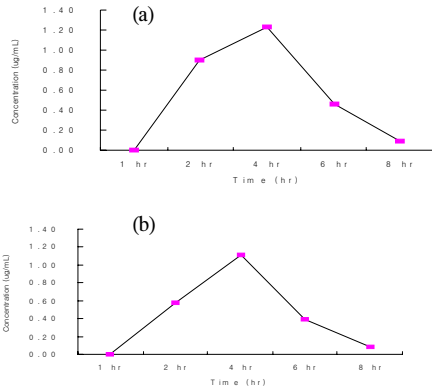 (a)
Concentration (ug/mL)
1.40
1.20
1.00
0.80
0.60
0.40
0.20
0.00
1 hr 2 hr 4 hr 6 hr 8 hr
Time (hr)
(b)
Concentration (ug/mL)
1.40
1.20
1.00
0.80
0.60
0.40
0.20
0.00
1 hr 2 hr 4 hr 6 hr 8 hr
Time (hr)